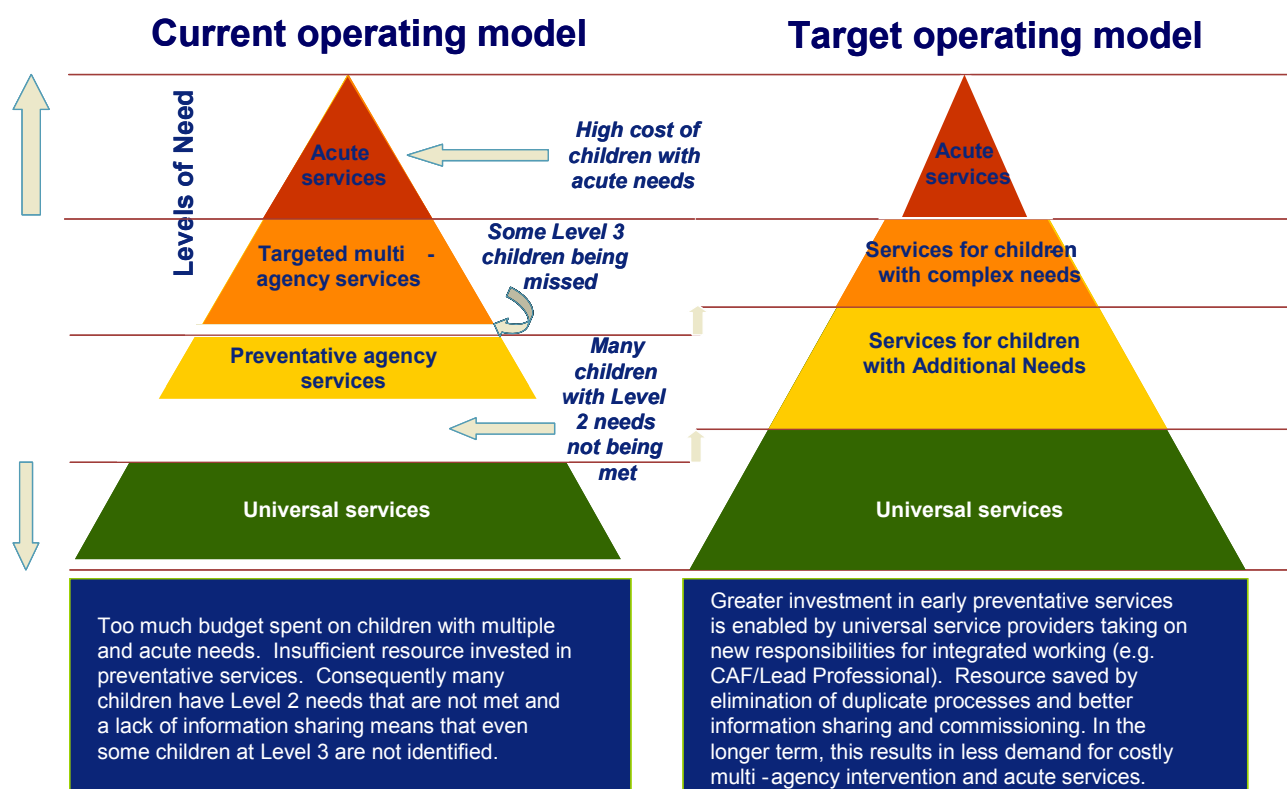 Current operating model
Target operating model
Levels of Need
Acute
services
High cost of
children with
acute needs
Targeted multi -
agency services
Some Level 3
children being
missed
Preventative agency
services
Many
children
with Level
2 needs
not being
met
Universal services
Too much budget spent on children with multiple
and acute needs.  Insufficient resource invested in
preventative services.  Consequently many
children have Level 2 needs that are not met and
a lack of information sharing means that even
some children at Level 3 are not identified.
Acute
services
Services for children -
with complex needs
Services for children
with Additional Needs
Universal services
Greater investment in early preventative services
is enabled by universal service providers taking on
new responsibilities for integrated working (e.g.
CAF/Lead Professional).  Resource saved by
elimination of duplicate processes and better
information sharing and commissioning. In the
longer term, this results in less demand for costly
multi -agency intervention and acute services.